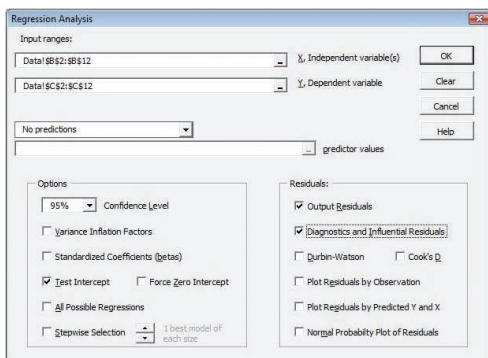 Regression Analysis
Input ranges:
Data!$B$2:$B$12
X, Independent variable(s)
OK
Data!$C$2:$C$12
Y, Dependent variable
Clear
Cancel
No predictions
Help
predictor values
Options
95% Confidence Level
Variance Inflation Factors
Standardized Coefficients (betas)
Test Intercept
Force Zero Intercept
All Possible Regressions
Stepwise Selection
1 best model of
each size
Residuals:
Output Residuals
Diagnostics and Influential Residuals
Durbin-Watson
Cook's D
Plot Residuals by Observation
Plot Residuals by Predicted Y and X
Normal Probabilty Plot of Residuals